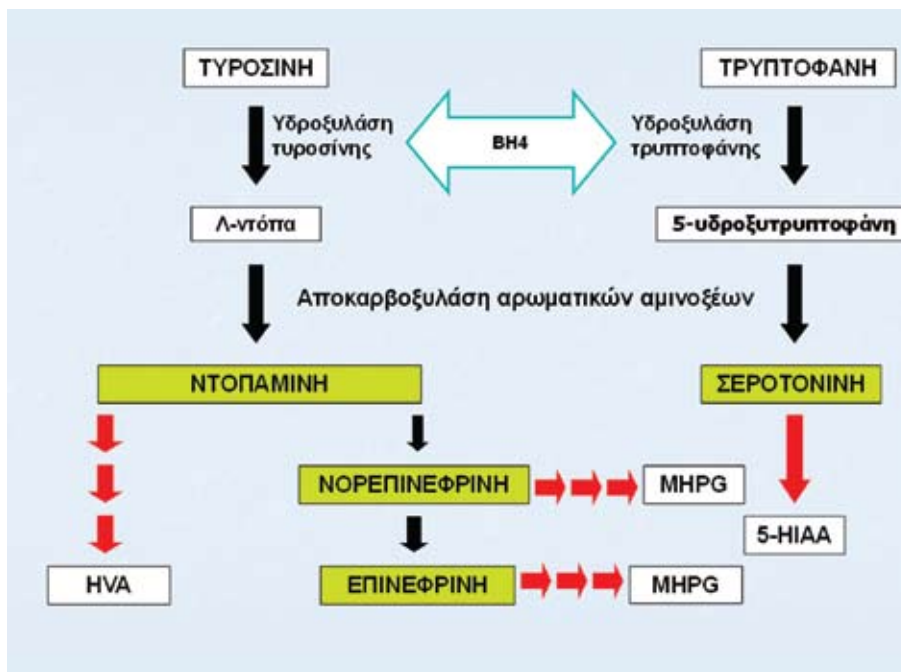 ΤΥΡΟΣΙΝΗ
ΤΡΥΠΤΟΦΑΝΗ
Υδροξυλάση
τυροσίνης
BH4
Υδροξυλάση
τρυπτοφάνης
Λ-ντόπα
5-υδροξυτρυπτοφάνη
Αποκαρβοξυλάση αρωματικών αμινοξέων
ΝΤΟΠΑΜΙΝΗ
ΣΕΡΟΤΟΝΙΝΗ
ΝΟΡΕΠΙΝΕΦΡΙΝΗ
MHPG
5-HIAA
HVA
ΕΠΙΝΕΦΡΙΝΗ
MHPG